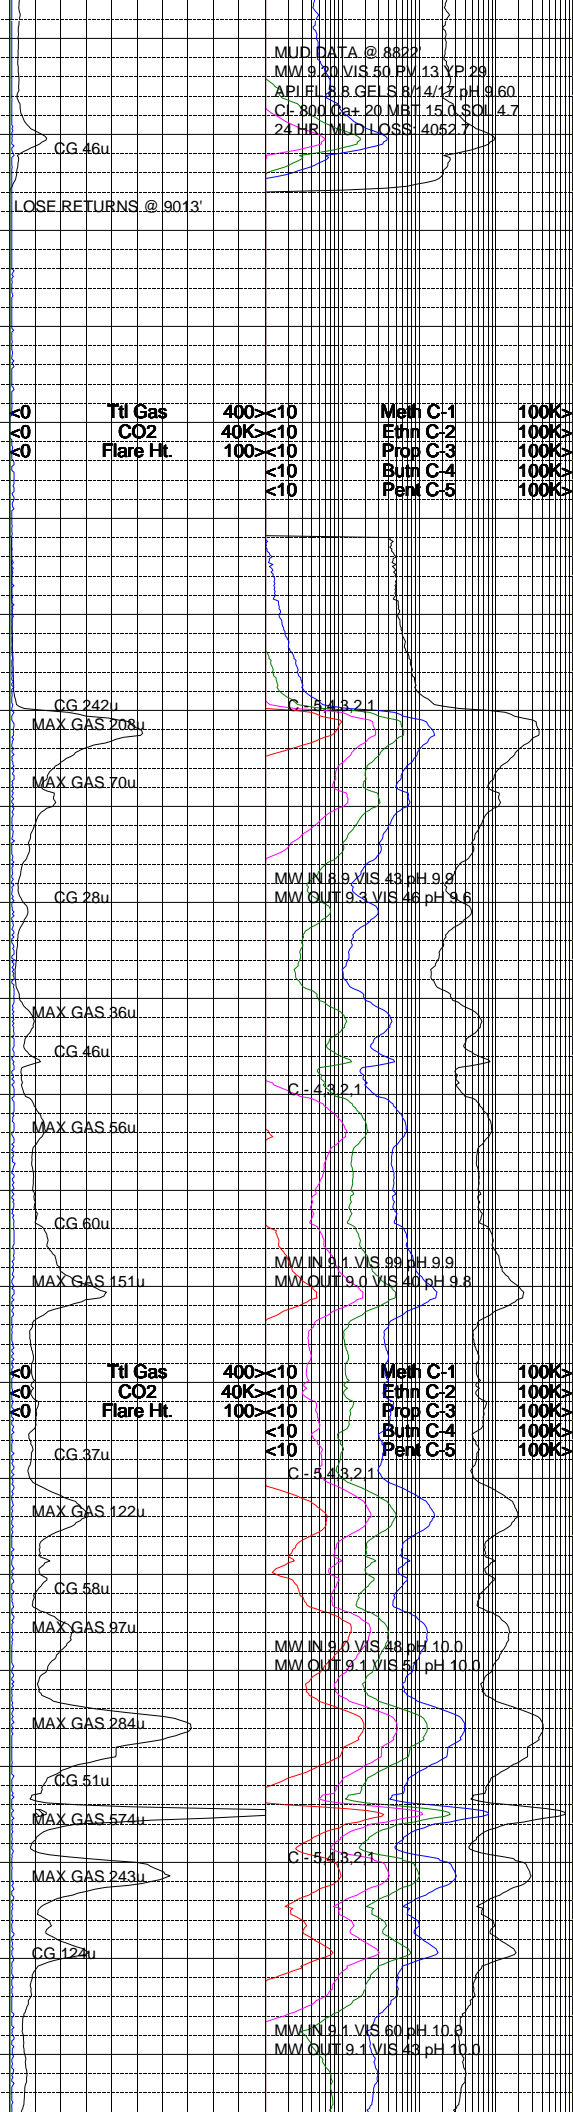 MUD DATA @ 8822'
MW 9.20 VIS 50 PV 13 YP 29
API FL 8.8 GELS 8/14/17 pH 9.60
Cl- 800 Ca+ 20 MBT 15.0 SOL 4.7
24 HR. MUD LOSS: 4052.7
CG 46u
LOSE RETURNS @ 9013'
<0 Ttl Gas 400><10 Meth C-1 100K>
<0 CO2 40K><10 Ethn C-2 100K>
<0 Flare Ht. 100><10 Prop C-3 100K>
<10 Butn C-4 100K>
<10 Pent C-5 100K>
CG 242u C - 5,4,3,2,1
MAX GAS 208u
MAX GAS 70u
MW IN 8.9 VIS 43 pH 9.9
CG 28u MW OUT 9.3 VIS 46 pH 9.6
MAX GAS 36u
CG 46u
C - 4,3,2,1
MAX GAS 56u
CG 60u
MW IN 9.1 VIS 99 pH 9.9
MAX GAS 151u MW OUT 9.0 VIS 40 pH 9.8
<0 Ttl Gas 400><10 Meth C-1 100K>
<0 CO2 40K><10 Ethn C-2 100K>
<0 Flare Ht. 100><10 Prop C-3 100K>
<10 Butn C-4 100K>
<10 Pent C-5 100K>
CG 37u
C - 5,4,3,2,1
MAX GAS 122u
CG 58u
MAX GAS 97u
MW IN 9.0 VIS 48 pH 10.0
MW OUT 9.1 VIS 51 pH 10.0
MAX GAS 284u
CG 51u
MAX GAS 574u
C - 5,4,3,2,1
MAX GAS 243u
CG 124u
MW IN 9.1 VIS 60 pH 10.0
MW OUT 9.1 VIS 43 pH 10.0